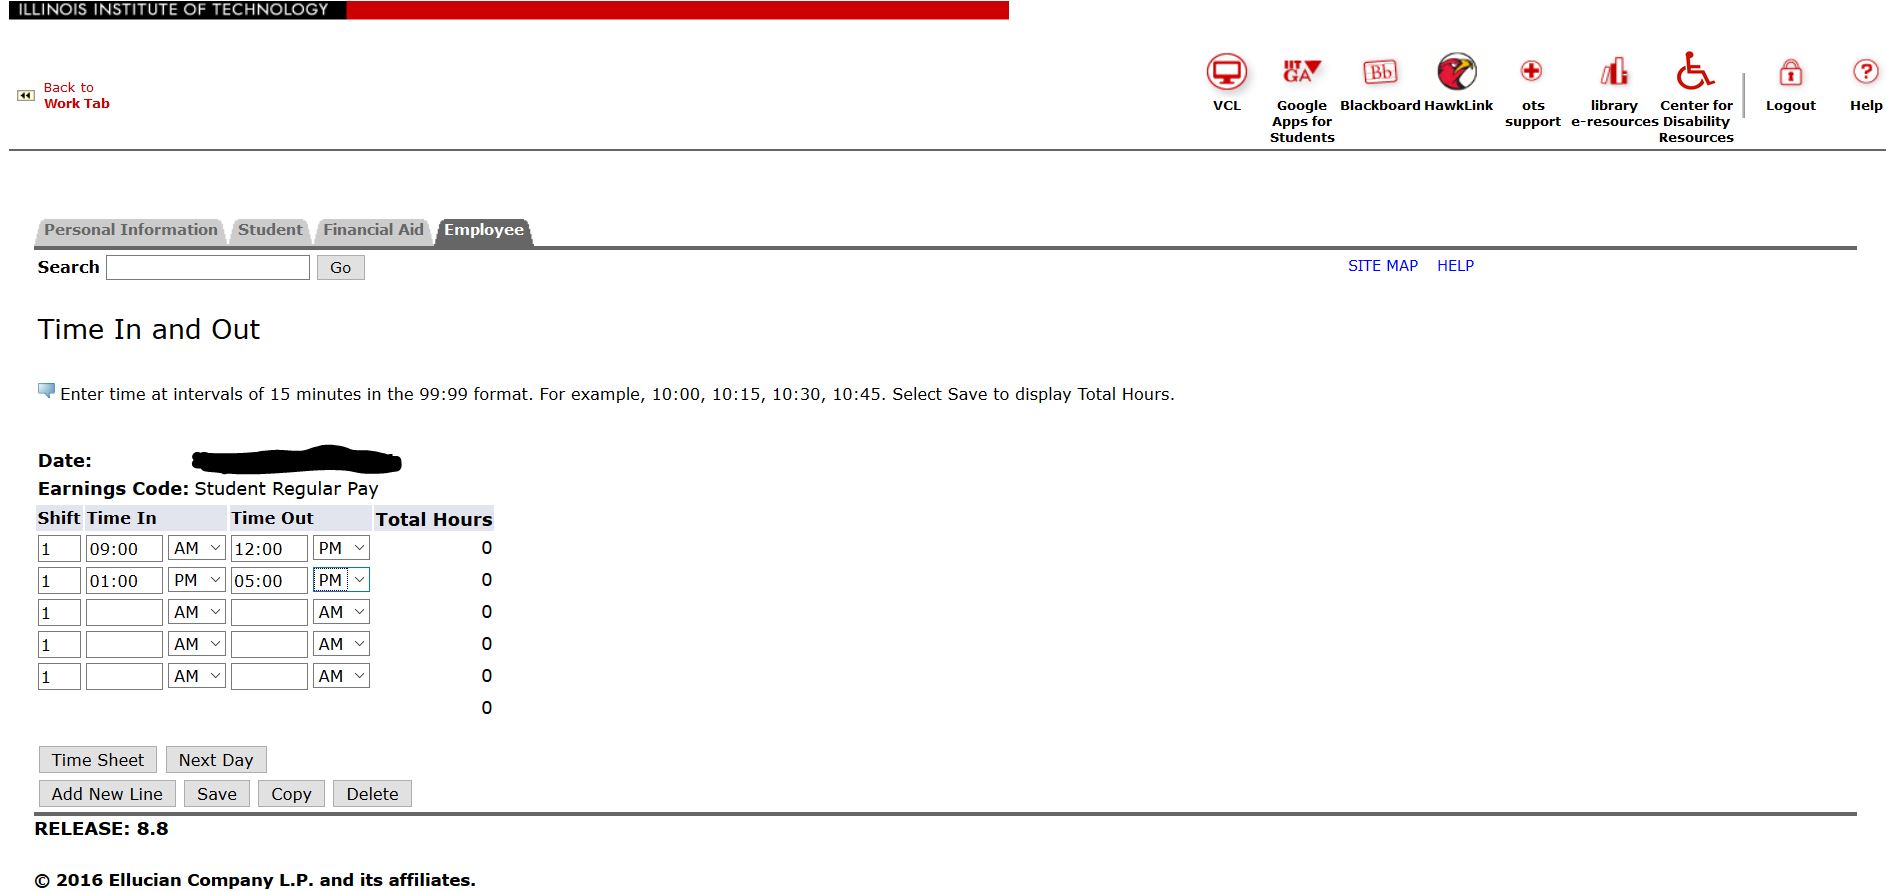 ILLINOIS INSTITUTE OF TECHNOLOGY
Back to
Work Tab
VCL
Google
Apps for
Students
Blackboard
HawkLink
ots
support
library
e-resources
Center for
Disability
Resources
Logout
Help
IIT
GA
Bb
?
Personal Information Student Financial Aid Employee
Search Go SITE MAP HELP
Time In and Out
Enter time at intervals of 15 minutes in the 99:99 format. For example, 10:00, 10:15, 10:30, 10:45. Select Save to display Total Hours.
Date:
Earnings Code: Student Regular Pay
Shift Time In Time Out Total Hours
1 09:00 AM 12:00 PM 0
1 01:00 PM 05:00 PM 0
1 AM AM 0
1 AM AM 0
1 AM AM 0
0
Time Sheet Next Day
Add New Line Save Copy Delete
RELEASE: 8.8
© 2016 Ellucian Company L.P. and its affiliates.